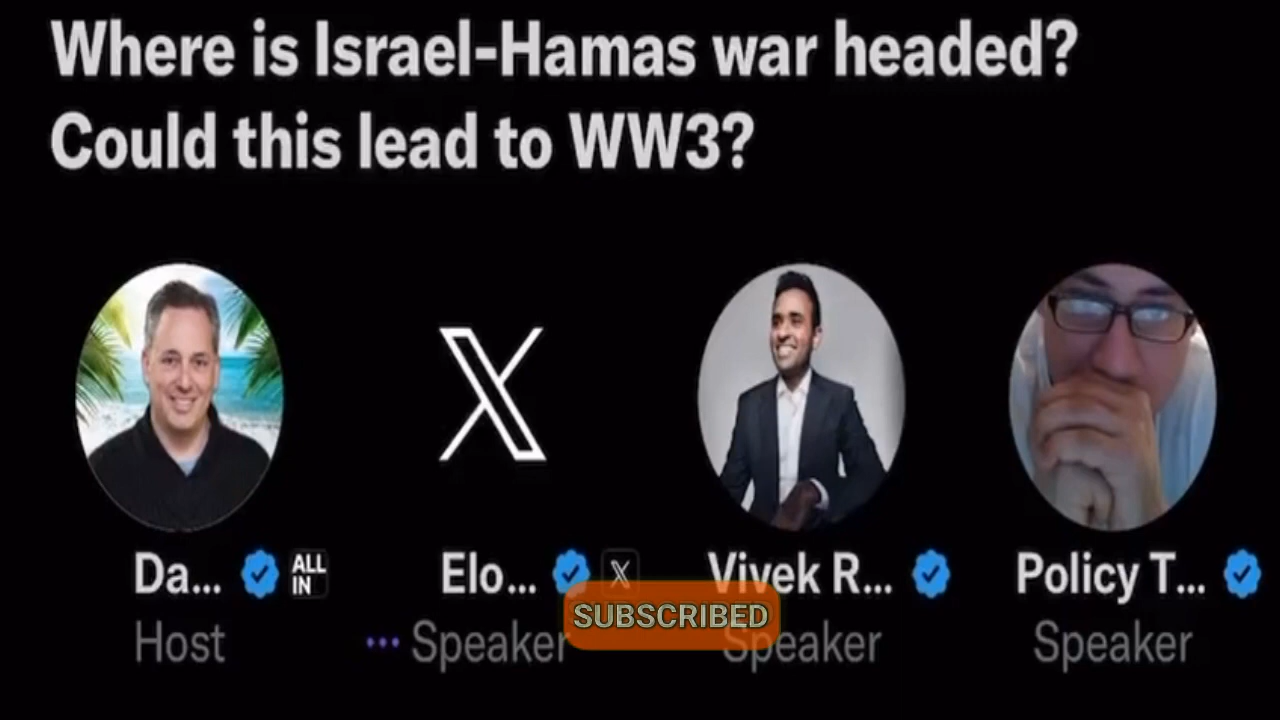 Where is Israel-Hamas war headed?
Could this lead to WW3?
Da... ALL IN
Elo... X
Vivek R...
Policy T...
Host
Speaker
Speaker
Speaker
SUBSCRIBED